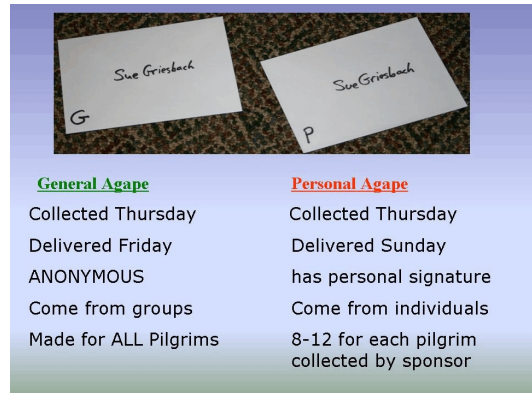 Sue Griesbach
G
Sue Griesbach
P
General Agape
Collected Thursday
Delivered Friday
ANONYMOUS
Come from groups
Made for ALL Pilgrims
Personal Agape
Collected Thursday
Delivered Sunday
has personal signature
Come from individuals
8-12 for each pilgrim
collected by sponsor